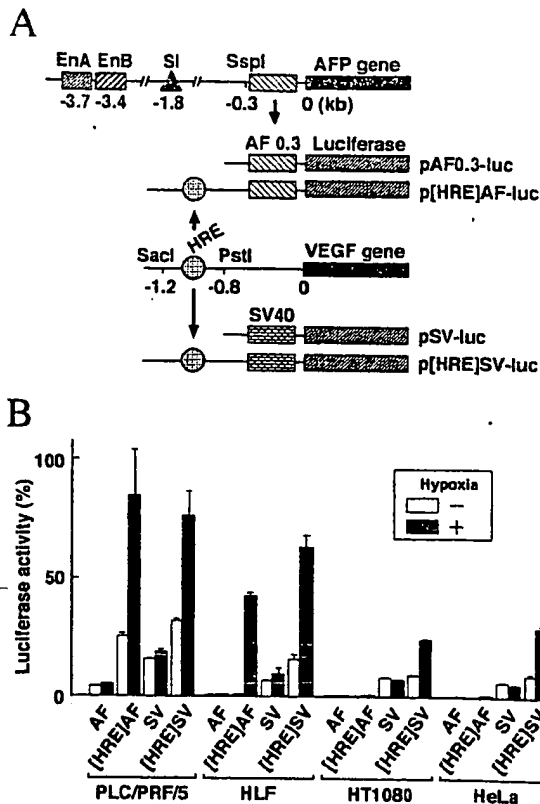 A
EnA EnB SI SspI AFP gene
-3.7 -3.4 -1.8 -0.3 0 (kb)
AF 0.3 Luciferase
pAF0.3-luc
p[HRE]AF-luc
HRE
SacI PstI VEGF gene
-1.2 -0.8 0
SV40
pSV-luc
p[HRE]SV-luc
B
Luciferase activity (%)
100
50
0
Hypoxia
−
+
AF [HRE]AF SV [HRE]SV AF [HRE]AF SV [HRE]SV AF [HRE]AF SV [HRE]SV AF [HRE]AF SV [HRE]SV
PLC/PRF/5 HLF HT1080 HeLa